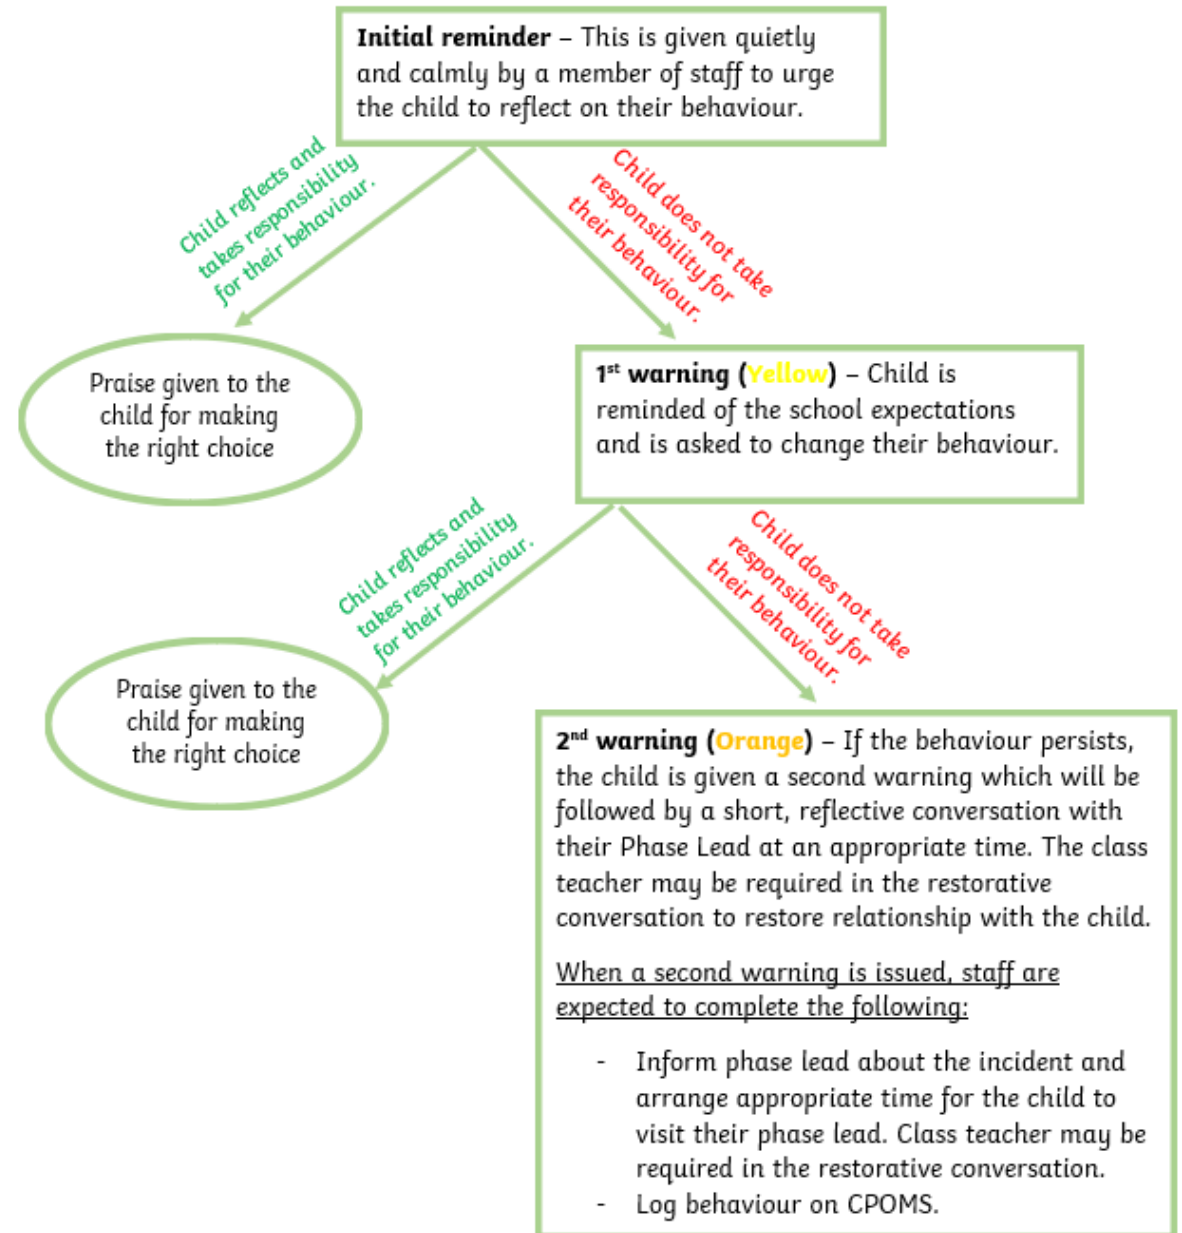 Initial reminder – This is given quietly
and calmly by a member of staff to urge
the child to reflect on their behaviour.
Child reflects and
takes responsibility
for their behaviour.
Child does not take
responsibility for
their behaviour.
Praise given to the
child for making
the right choice
1st warning (Yellow) – Child is
reminded of the school expectations
and is asked to change their behaviour.
Child reflects and
takes responsibility
for their behaviour.
Child does not take
responsibility for
their behaviour.
Praise given to the
child for making
the right choice
2nd warning (Orange) – If the behaviour persists,
the child is given a second warning which will be
followed by a short, reflective conversation with
their Phase Lead at an appropriate time. The class
teacher may be required in the restorative
conversation to restore relationship with the child.
When a second warning is issued, staff are
expected to complete the following:
- Inform phase lead about the incident and
arrange appropriate time for the child to
visit their phase lead. Class teacher may be
required in the restorative conversation.
- Log behaviour on CPOMS.